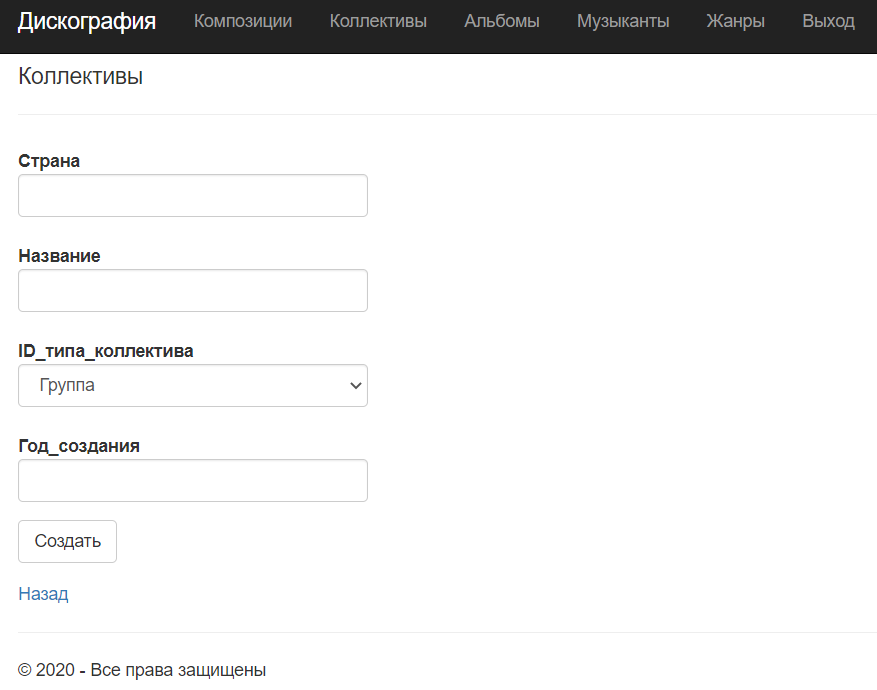 Дискография Композиции Коллективы Альбомы Музыканты Жанры Выход
Коллективы
Страна
Название
ID_типа_коллектива
Группа
Год_создания
Создать
Назад
© 2020 - Все права защищены